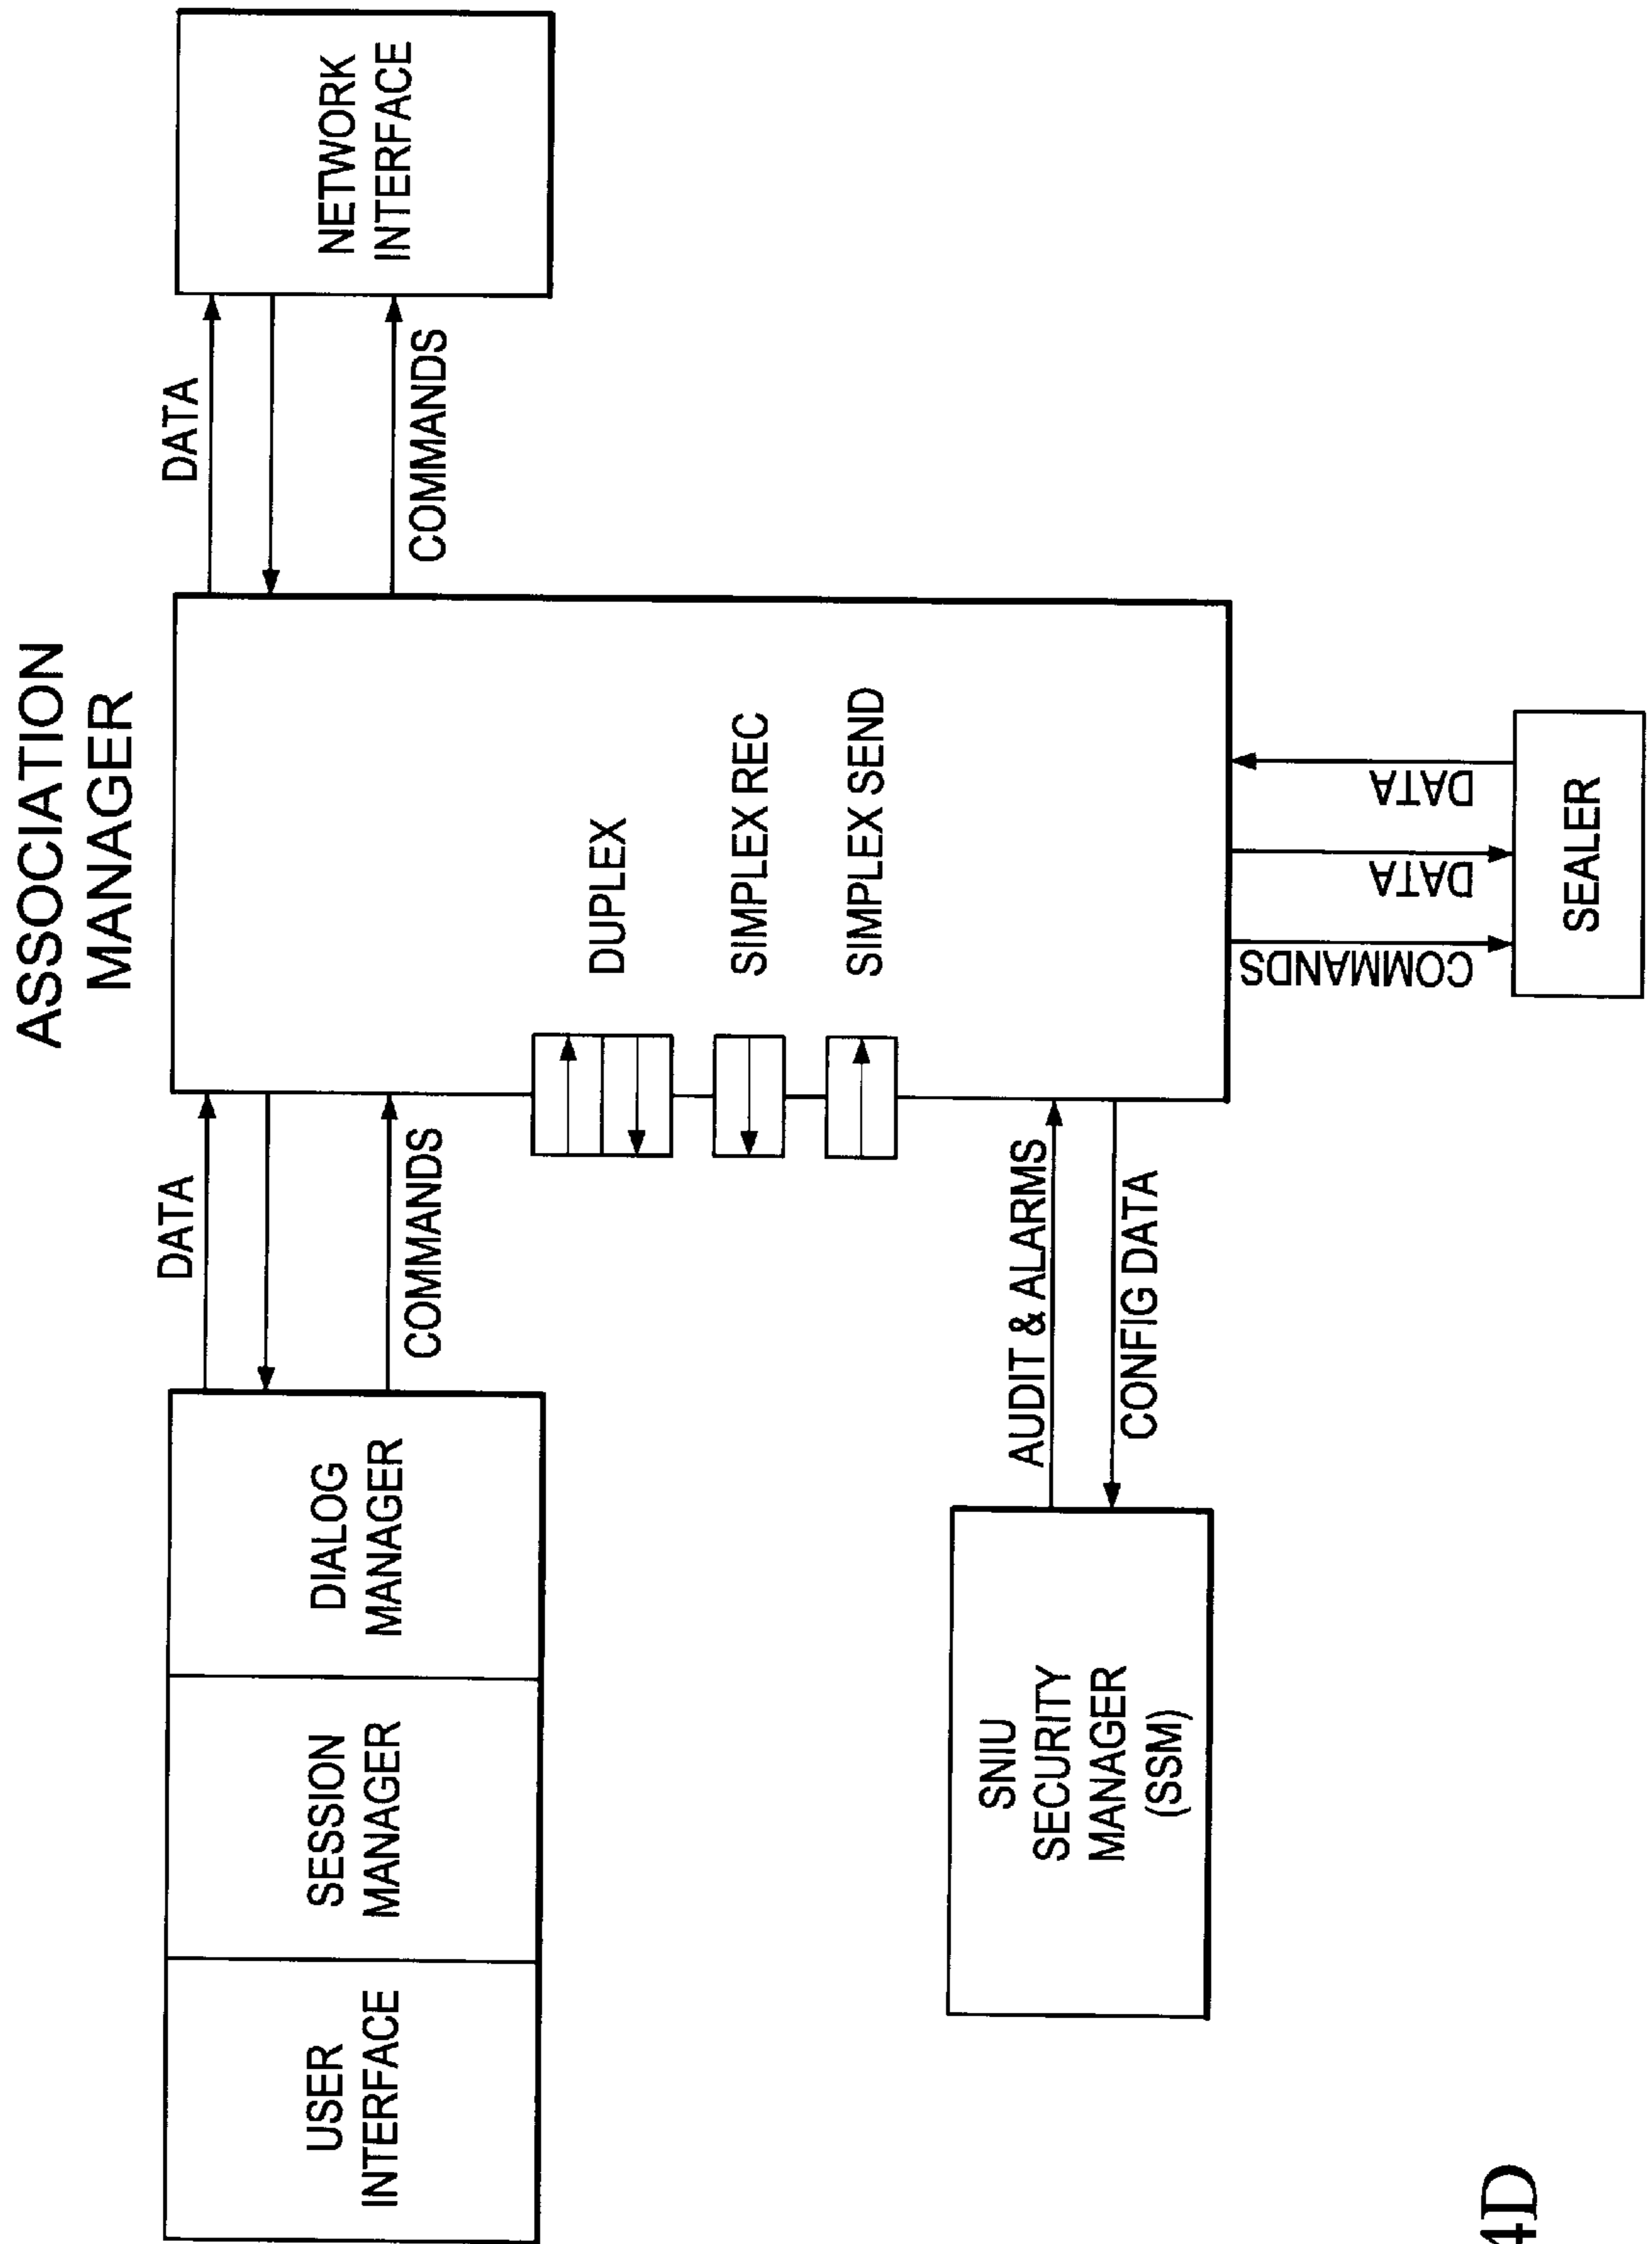 ASSOCIATION
MANAGER
USER
INTERFACE
SESSION
MANAGER
DIALOG
MANAGER
DATA
COMMANDS
DATA
COMMANDS
NETWORK
INTERFACE
DUPLEX
SIMPLEX REC
SIMPLEX SEND
SNIU
SECURITY
MANAGER
(SSM)
AUDIT & ALARMS
CONFIG DATA
COMMANDS
DATA
DATA
SEALER
4D